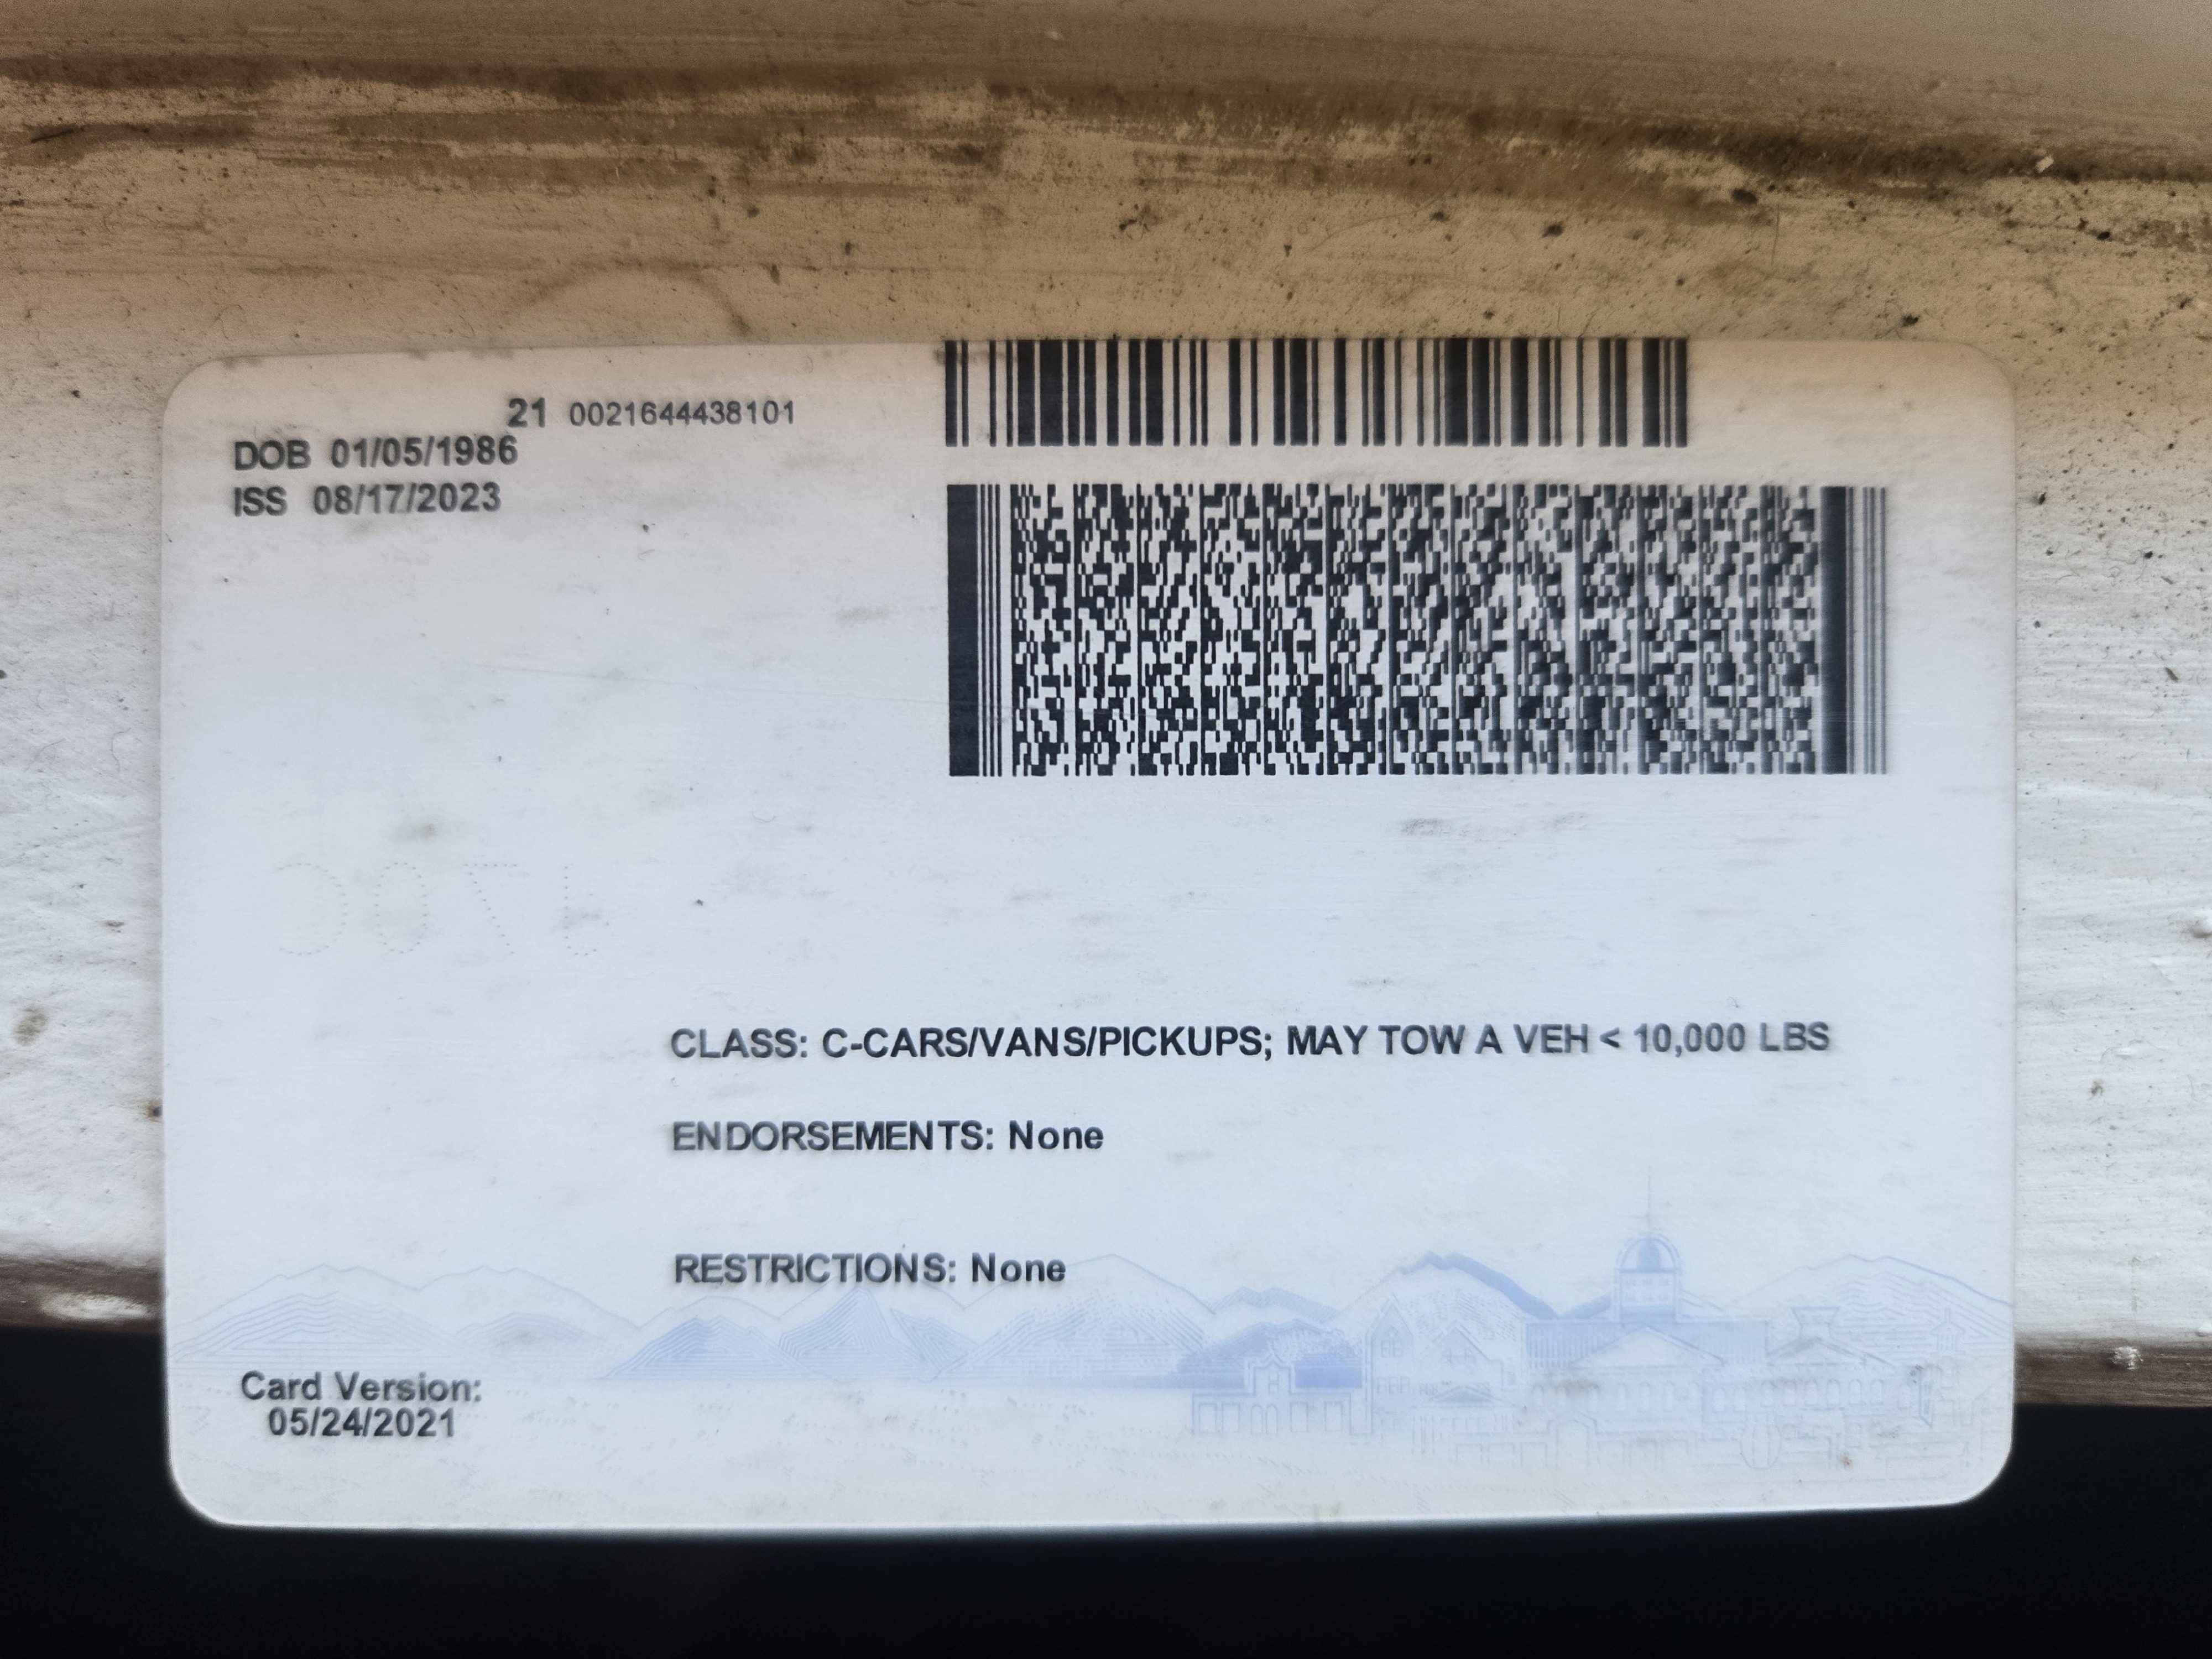 21 0021644438101
DOB 01/05/1986
ISS 08/17/2023
CLASS: C-CARS/VANS/PICKUPS; MAY TOW A VEH < 10,000 LBS
ENDORSEMENTS: None
RESTRICTIONS: None
Card Version:
05/24/2021